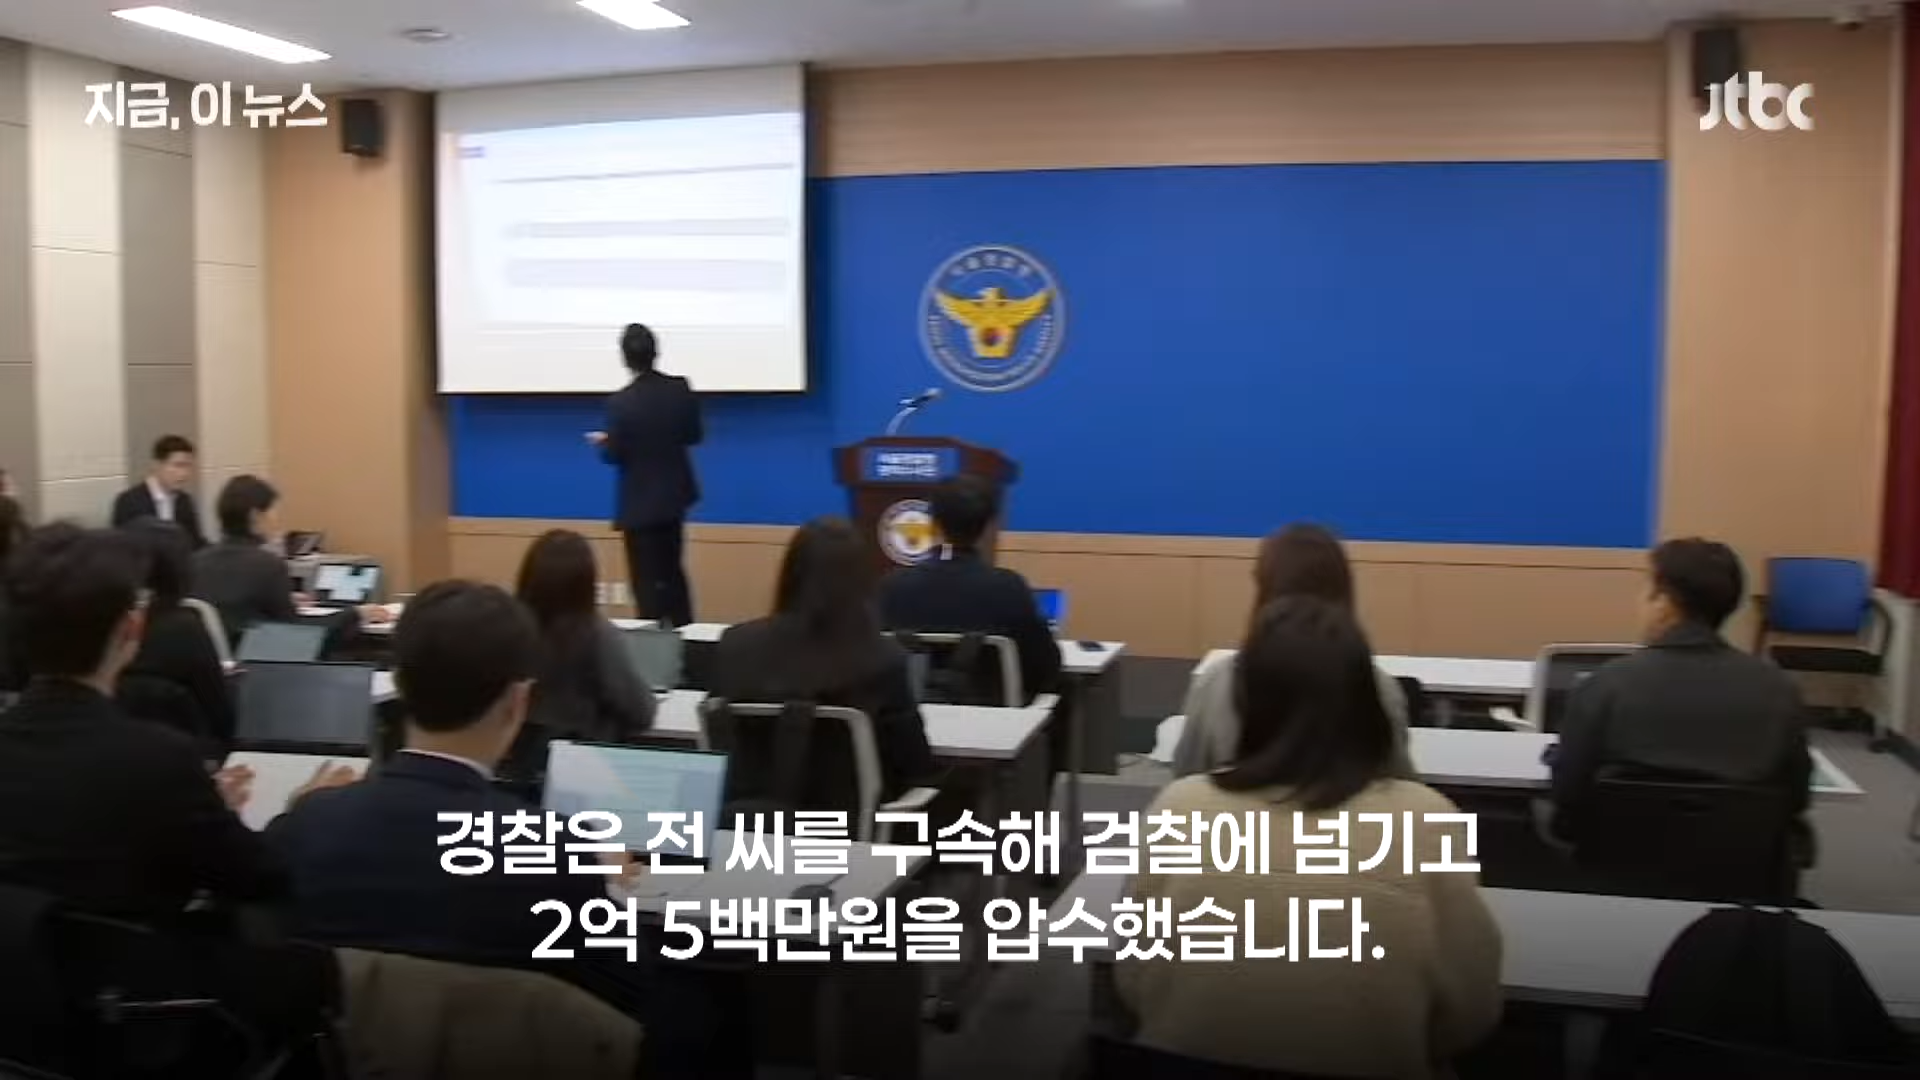 지금, 이 뉴스
jtbc
경찰은 전 씨를 구속해 검찰에 넘기고
2억 5백만원을 압수했습니다.